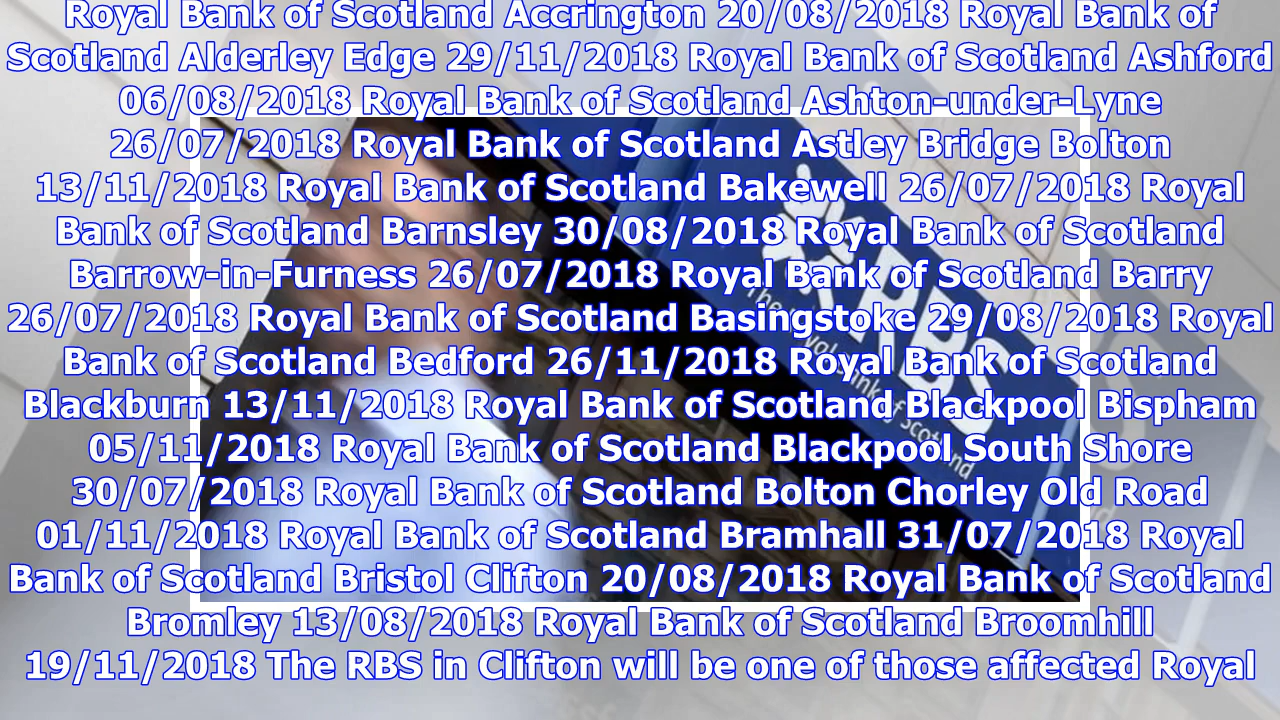 Royal Bank of Scotland Accrington 20/08/2018 Royal Bank of
Scotland Alderley Edge 29/11/2018 Royal Bank of Scotland Ashford
06/08/2018 Royal Bank of Scotland Ashton-under-Lyne
26/07/2018 Royal Bank of Scotland Astley Bridge Bolton
13/11/2018 Royal Bank of Scotland Bakewell 26/07/2018 Royal
Bank of Scotland Barnsley 30/08/2018 Royal Bank of Scotland
Barrow-in-Furness 26/07/2018 Royal Bank of Scotland Barry
26/07/2018 Royal Bank of Scotland Basingstoke 29/08/2018 Royal
Bank of Scotland Bedford 26/11/2018 Royal Bank of Scotland
Blackburn 13/11/2018 Royal Bank of Scotland Blackpool Bispham
05/11/2018 Royal Bank of Scotland Blackpool South Shore
30/07/2018 Royal Bank of Scotland Bolton Chorley Old Road
01/11/2018 Royal Bank of Scotland Bramhall 31/07/2018 Royal
Bank of Scotland Bristol Clifton 20/08/2018 Royal Bank of Scotland
Bromley 13/08/2018 Royal Bank of Scotland Broomhill
19/11/2018 The RBS in Clifton will be one of those affected Royal
RBS
The Royal Bank of Scotland